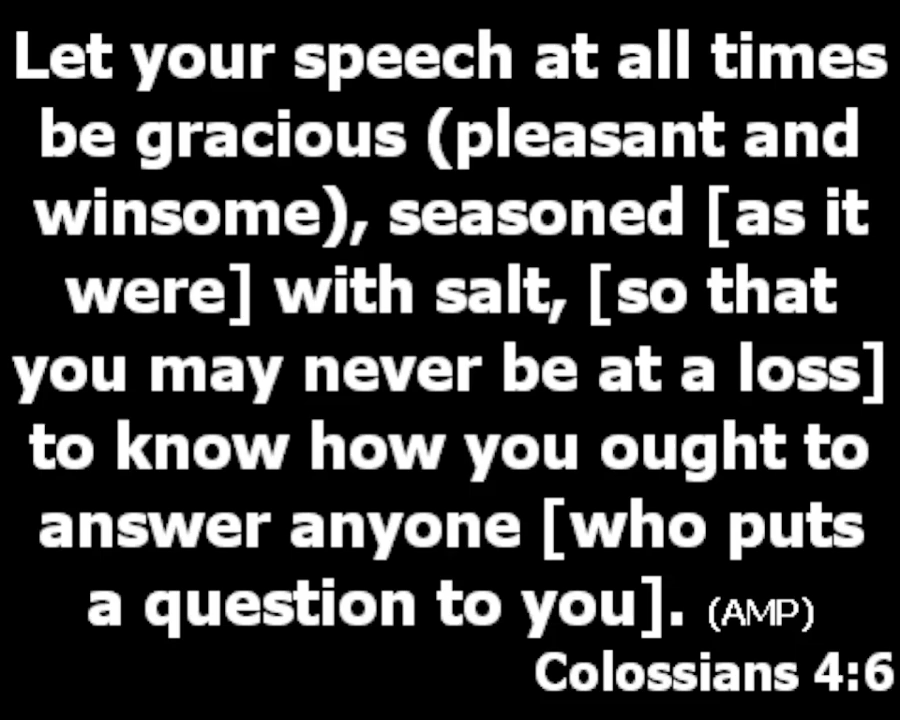 Let your speech at all times
be gracious (pleasant and
winsome), seasoned [as it
were] with salt, [so that
you may never be at a loss]
to know how you ought to
answer anyone [who puts
a question to you]. (AMP)
Colossians 4:6